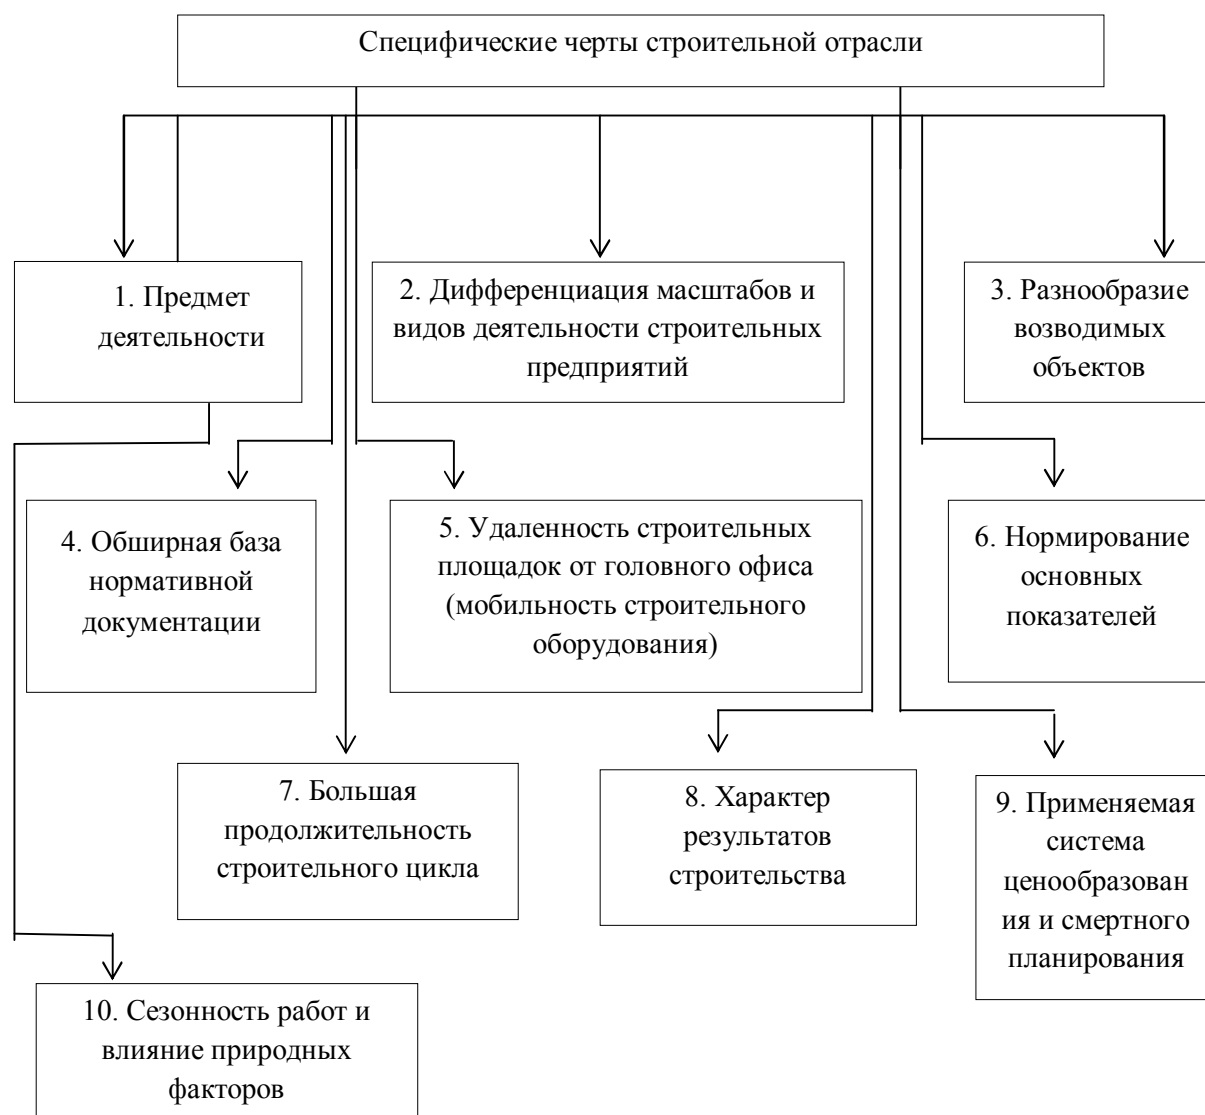 Специфические черты строительной отрасли
1. Предмет
деятельности
2. Дифференциация масштабов и
видов деятельности строительных
предприятий
3. Разнообразие
возводимых
объектов
4. Обширная база
нормативной
документации
5. Удаленность строительных
площадок от головного офиса
(мобильность строительного
оборудования)
6. Нормирование
основных
показателей
7. Большая
продолжительность
строительного цикла
8. Характер
результатов
строительства
9. Применяемая
система
ценообразован
ия и смертного
планирования
10. Сезонность работ и
влияние природных
факторов